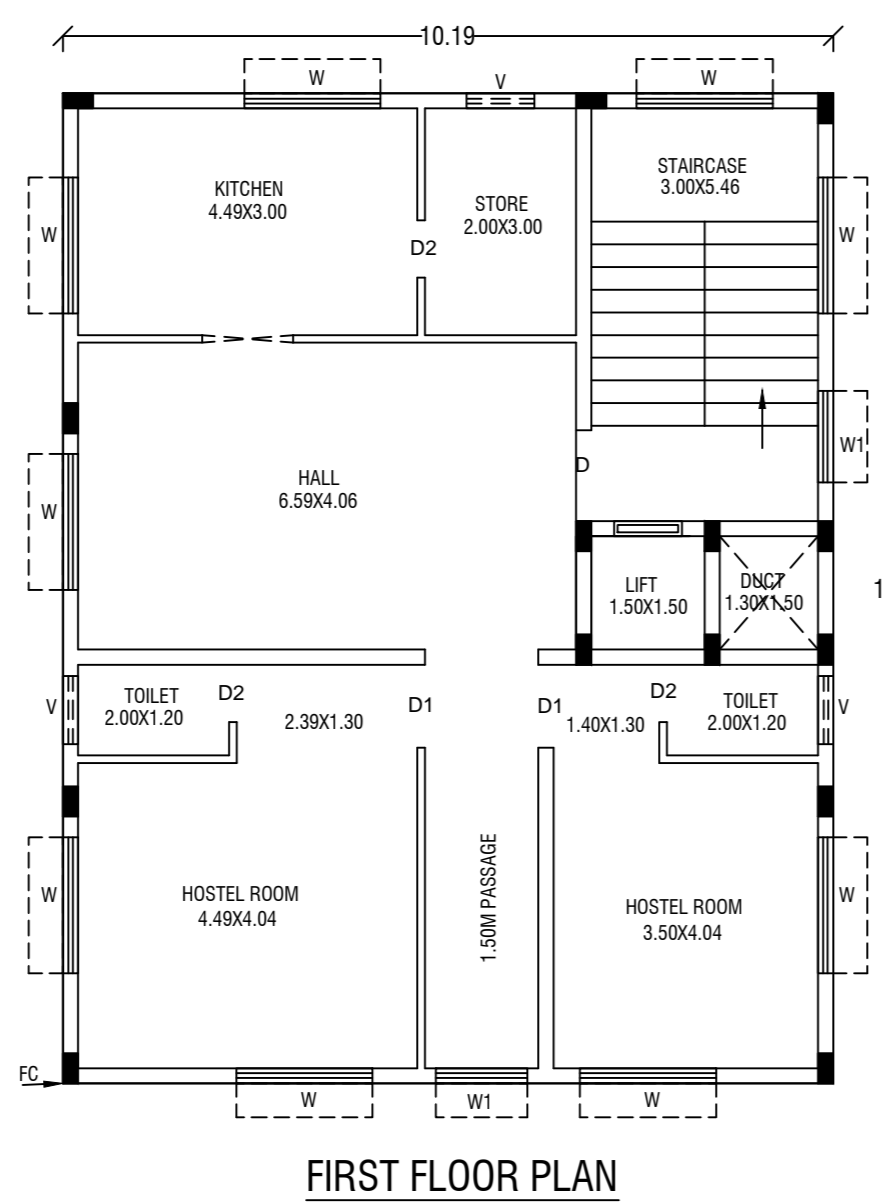 10.19
W
V
W
KITCHEN
4.49X3.00
STORE
2.00X3.00
STAIRCASE
3.00X5.46
W
W
D2
HALL
6.59X4.06
D
W1
W
LIFT
1.50X1.50
DUCT
1.30X1.50
1
V
TOILET
2.00X1.20
D2
2.39X1.30
D1
D1
1.40X1.30
D2
TOILET
2.00X1.20
V
W
HOSTEL ROOM
4.49X4.04
1.50M PASSAGE
HOSTEL ROOM
3.50X4.04
W
FC
W
W1
W
FIRST FLOOR PLAN